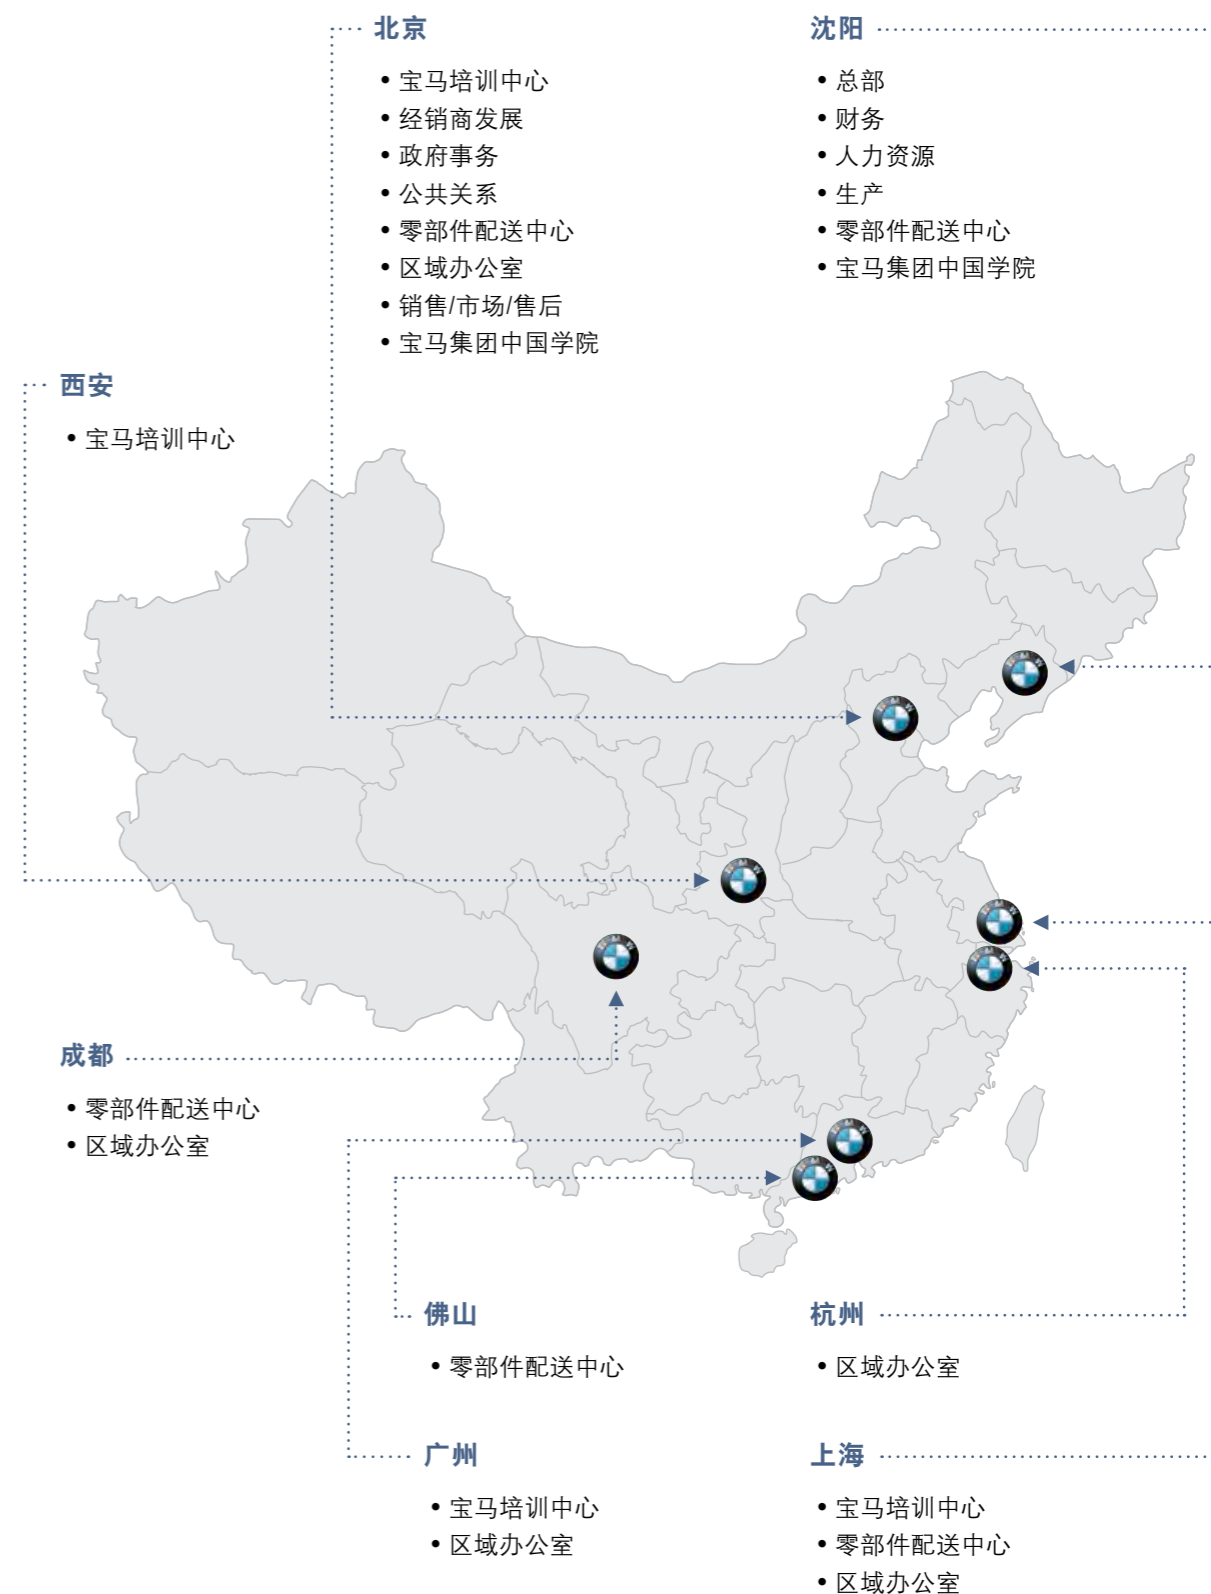 北京
• 宝马培训中心
• 经销商发展
• 政府事务
• 公共关系
• 零部件配送中心
• 区域办公室
• 销售/市场/售后
• 宝马集团中国学院
沈阳
• 总部
• 财务
• 人力资源
• 生产
• 零部件配送中心
• 宝马集团中国学院
西安
• 宝马培训中心
成都
• 零部件配送中心
• 区域办公室
佛山
• 零部件配送中心
杭州
• 区域办公室
广州
• 宝马培训中心
• 区域办公室
上海
• 宝马培训中心
• 零部件配送中心
• 区域办公室